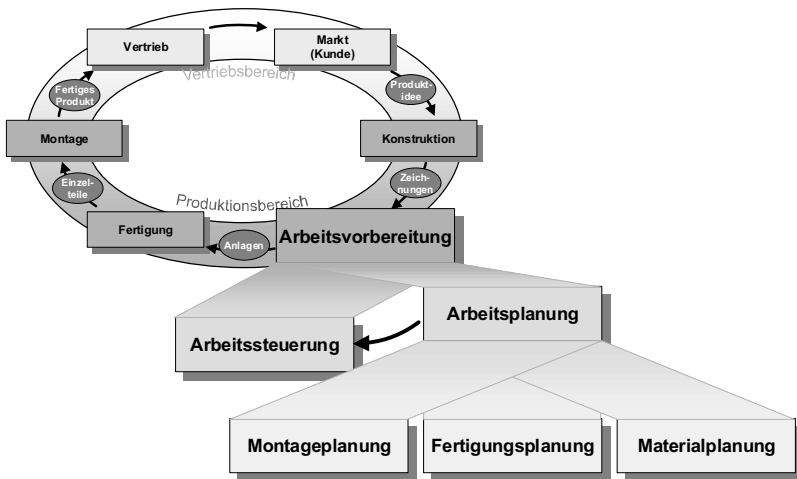 Vertrieb
Markt
(Kunde)
Vertriebsbereich
Fertiges
Produkt
Produkt-
idee
Montage
Konstruktion
Einzel-
teile
Zeich-
nungen
Produktionsbereich
Fertigung
Anlagen
Arbeitsvorbereitung
Arbeitsplanung
Arbeitssteuerung
Montageplanung
Fertigungsplanung
Materialplanung